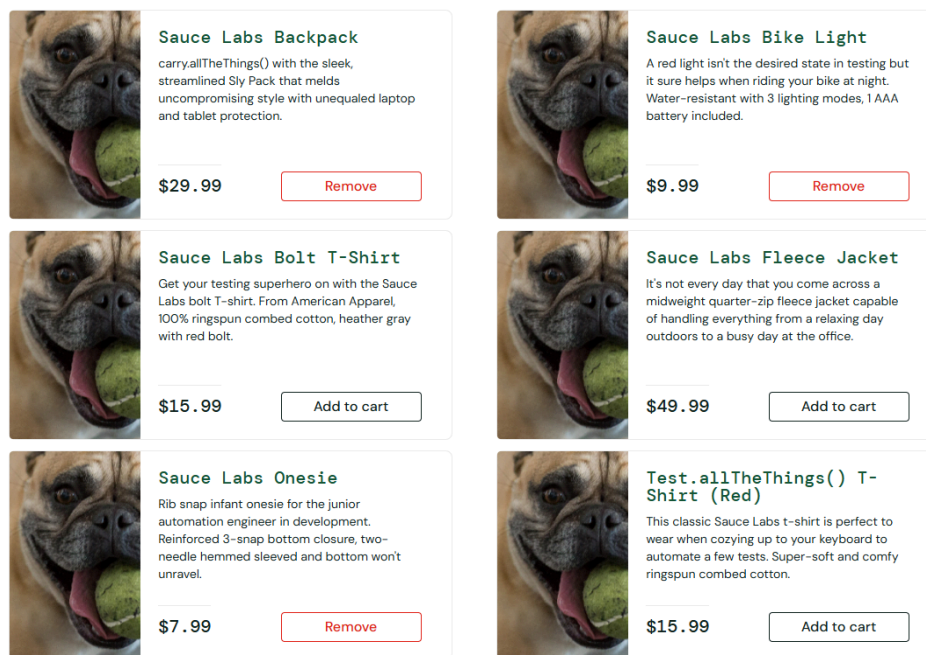 Sauce Labs Backpack
carry.allTheThings() with the sleek,
streamlined Sly Pack that melds
uncompromising style with unequaled laptop
and tablet protection.
$29.99
Remove
Sauce Labs Bike Light
A red light isn't the desired state in testing but
it sure helps when riding your bike at night.
Water-resistant with 3 lighting modes, 1 AAA
battery included.
$9.99
Remove
Sauce Labs Bolt T-Shirt
Get your testing superhero on with the Sauce
Labs bolt T-shirt. From American Apparel,
100% ringspun combed cotton, heather gray
with red bolt.
$15.99
Add to cart
Sauce Labs Fleece Jacket
It's not every day that you come across a
midweight quarter-zip fleece jacket capable
of handling everything from a relaxing day
outdoors to a busy day at the office.
$49.99
Add to cart
Sauce Labs Onesie
Rib snap infant onesie for the junior
automation engineer in development.
Reinforced 3-snap bottom closure, two-
needle hemmed sleeved and bottom won't
unravel.
$7.99
Remove
Test.allTheThings() T-
Shirt (Red)
This classic Sauce Labs t-shirt is perfect to
wear when cozying up to your keyboard to
automate a few tests. Super-soft and comfy
ringspun combed cotton.
$15.99
Add to cart